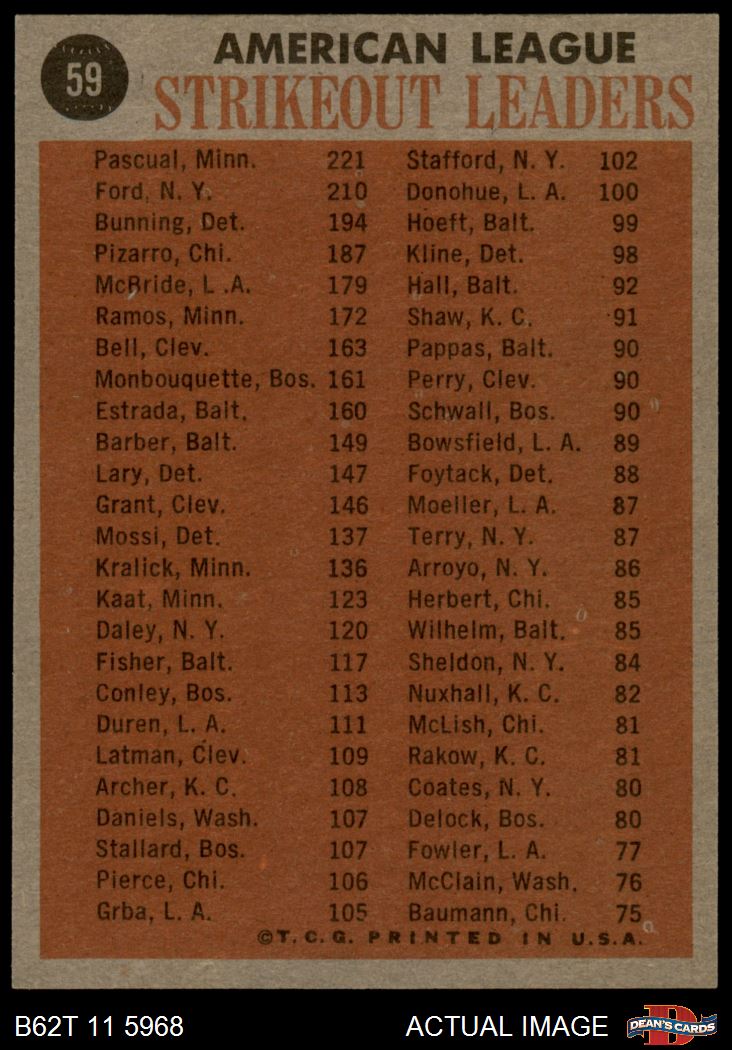 59
AMERICAN LEAGUE
STRIKEOUT LEADERS
Pascual, Minn. 221
Ford, N. Y. 210
Bunning, Det. 194
Pizarro, Chi. 187
McBride, L .A. 179
Ramos, Minn. 172
Bell, Clev. 163
Monbouquette, Bos. 161
Estrada, Balt. 160
Barber, Balt. 149
Lary, Det. 147
Grant, Clev. 146
Mossi, Det. 137
Kralick, Minn. 136
Kaat, Minn. 123
Daley, N. Y. 120
Fisher, Balt. 117
Conley, Bos. 113
Duren, L. A. 111
Latman, Clev. 109
Archer, K. C. 108
Daniels, Wash. 107
Stallard, Bos. 107
Pierce, Chi. 106
Grba, L. A. 105
Stafford, N. Y. 102
Donohue, L. A. 100
Hoeft, Balt. 99
Kline, Det. 98
Hall, Balt. 92
Shaw, K. C. 91
Pappas, Balt. 90
Perry, Clev. 90
Schwall, Bos. 90
Bowsfield, L. A. 89
Foytack, Det. 88
Moeller, L. A. 87
Terry, N. Y. 87
Arroyo, N. Y. 86
Herbert, Chi. 85
Wilhelm, Balt. 85
Sheldon, N. Y. 84
Nuxhall, K. C. 82
McLish, Chi. 81
Rakow, K. C. 81
Coates, N. Y. 80
Delock, Bos. 80
Fowler, L. A. 77
McClain, Wash. 76
Baumann, Chi. 75
©T. C. G. PRINTED IN U.S.A.
B62T 11 5968
ACTUAL IMAGE
D
DEAN'S CARDS